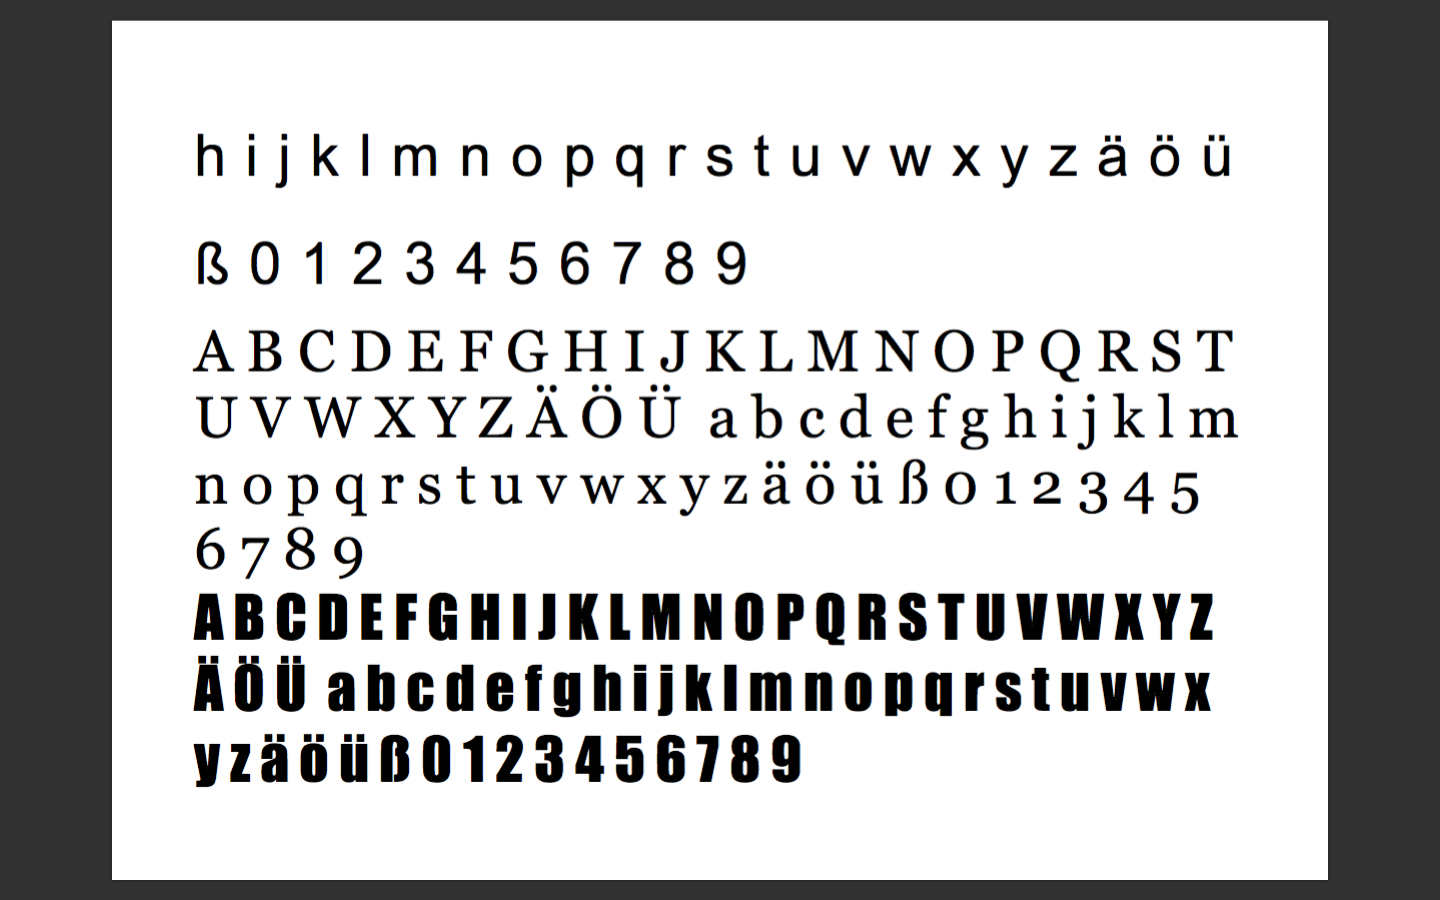 h i j k l m n o p q r s t u v w x y z ä ö ü
ß 0 1 2 3 4 5 6 7 8 9
A B C D E F G H I J K L M N O P Q R S T
U V W X Y Z Ä Ö Ü a b c d e f g h i j k l m
n o p q r s t u v w x y z ä ö ü ß 0 1 2 3 4 5
6 7 8 9
A B C D E F G H I J K L M N O P Q R S T U V W X Y Z
Ä Ö Ü a b c d e f g h i j k l m n o p q r s t u v w x
y z ä ö ü ß 0 1 2 3 4 5 6 7 8 9